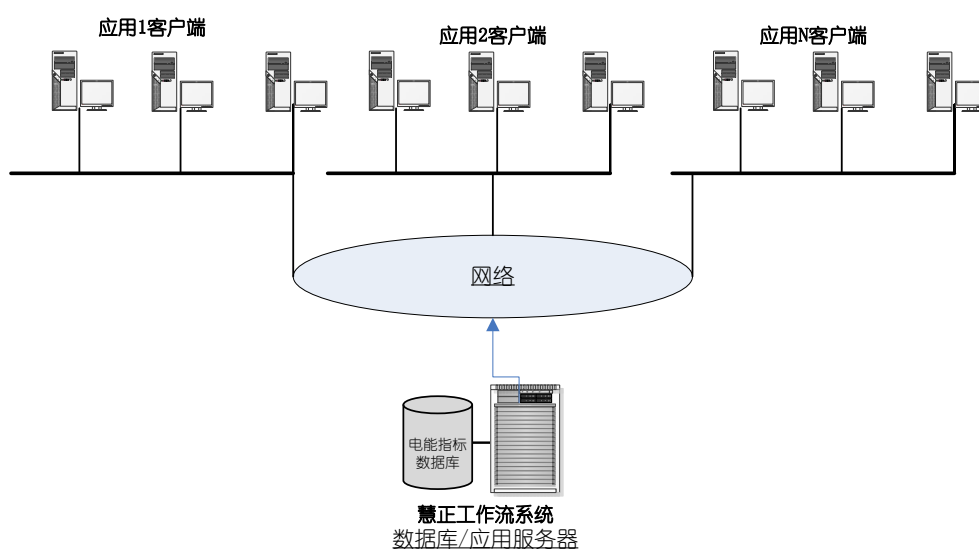 应用1客户端
应用2客户端
应用N客户端
网络
电能指标
数据库
慧正工作流系统
数据库/应用服务器